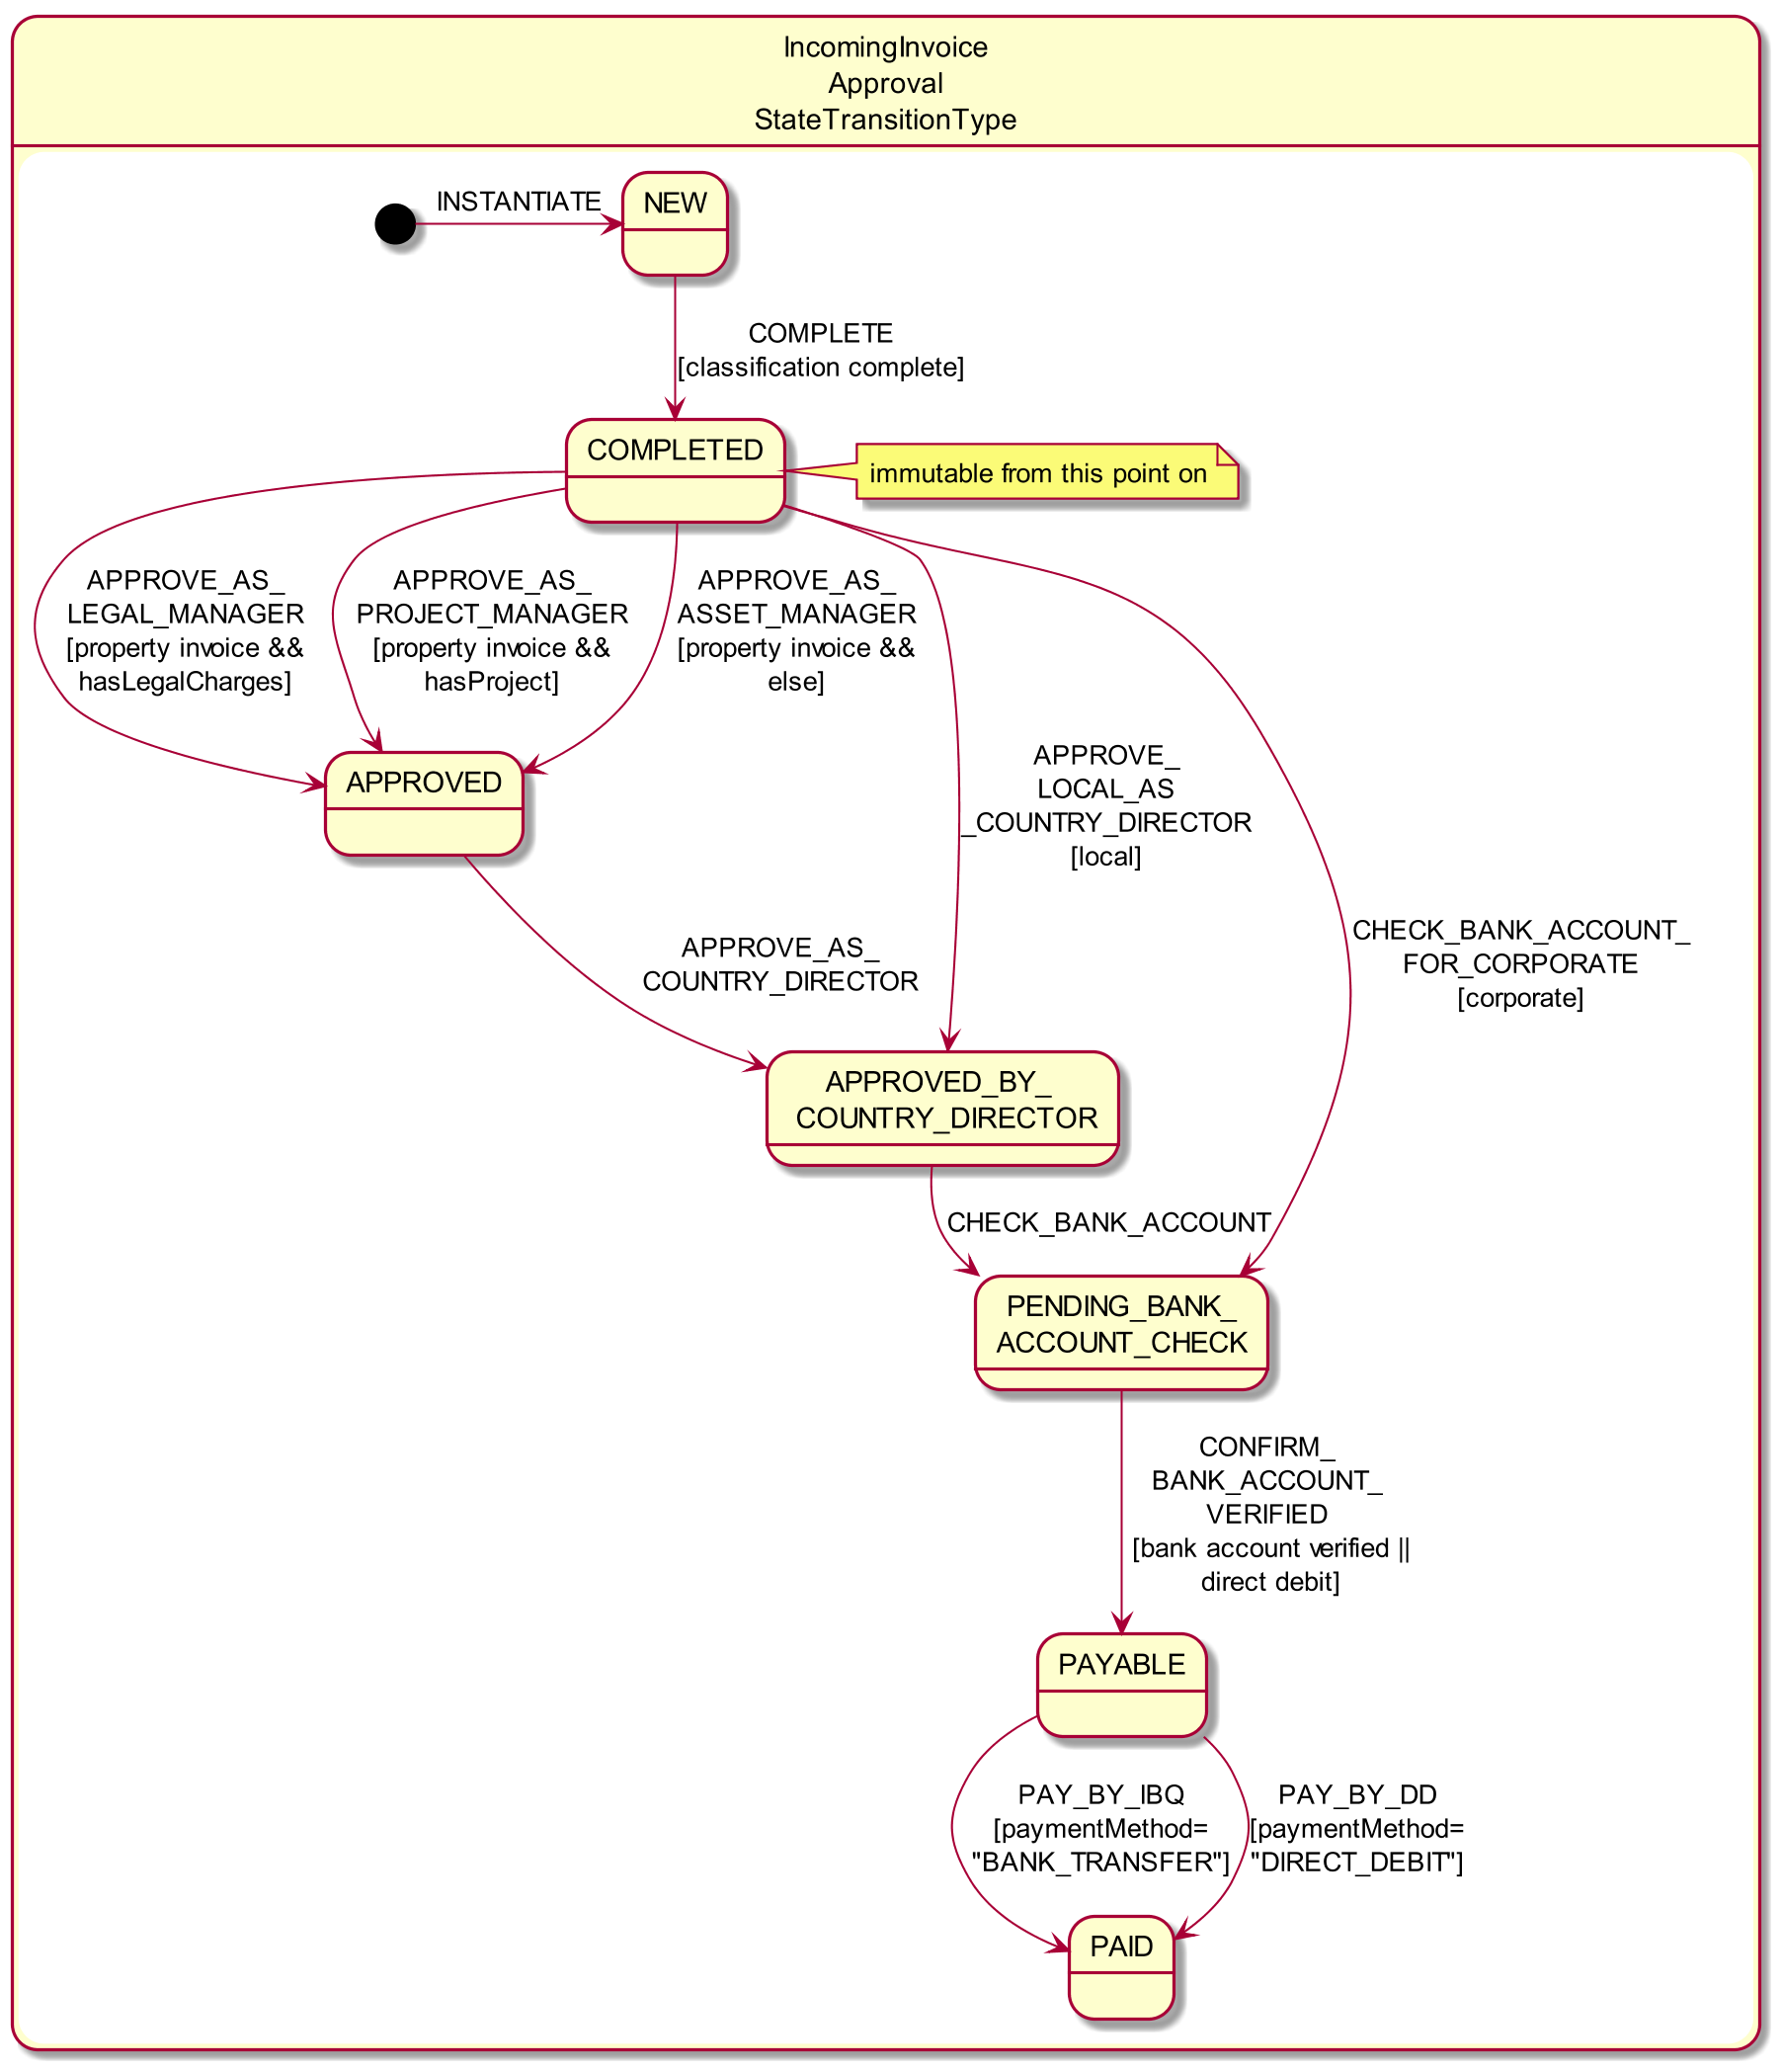 IncomingInvoice
Approval
StateTransitionType
INSTANTIATE
NEW
COMPLETE
[classification complete]
COMPLETED
immutable from this point on
APPROVE_AS_
LEGAL_MANAGER
[property invoice &&
hasLegalCharges]
APPROVE_AS_
PROJECT_MANAGER
[property invoice &&
hasProject]
APPROVE_AS_
ASSET_MANAGER
[property invoice &&
else]
APPROVE_
LOCAL_AS
_COUNTRY_DIRECTOR
[local]
APPROVED
CHECK_BANK_ACCOUNT_
FOR_CORPORATE
[corporate]
APPROVE_AS_
COUNTRY_DIRECTOR
APPROVED_BY_
COUNTRY_DIRECTOR
CHECK_BANK_ACCOUNT
PENDING_BANK_
ACCOUNT_CHECK
CONFIRM_
BANK_ACCOUNT_
VERIFIED
[bank account verified ||
direct debit]
PAYABLE
PAY_BY_IBQ
[paymentMethod=
"BANK_TRANSFER"]
PAY_BY_DD
[paymentMethod=
"DIRECT_DEBIT"]
PAID